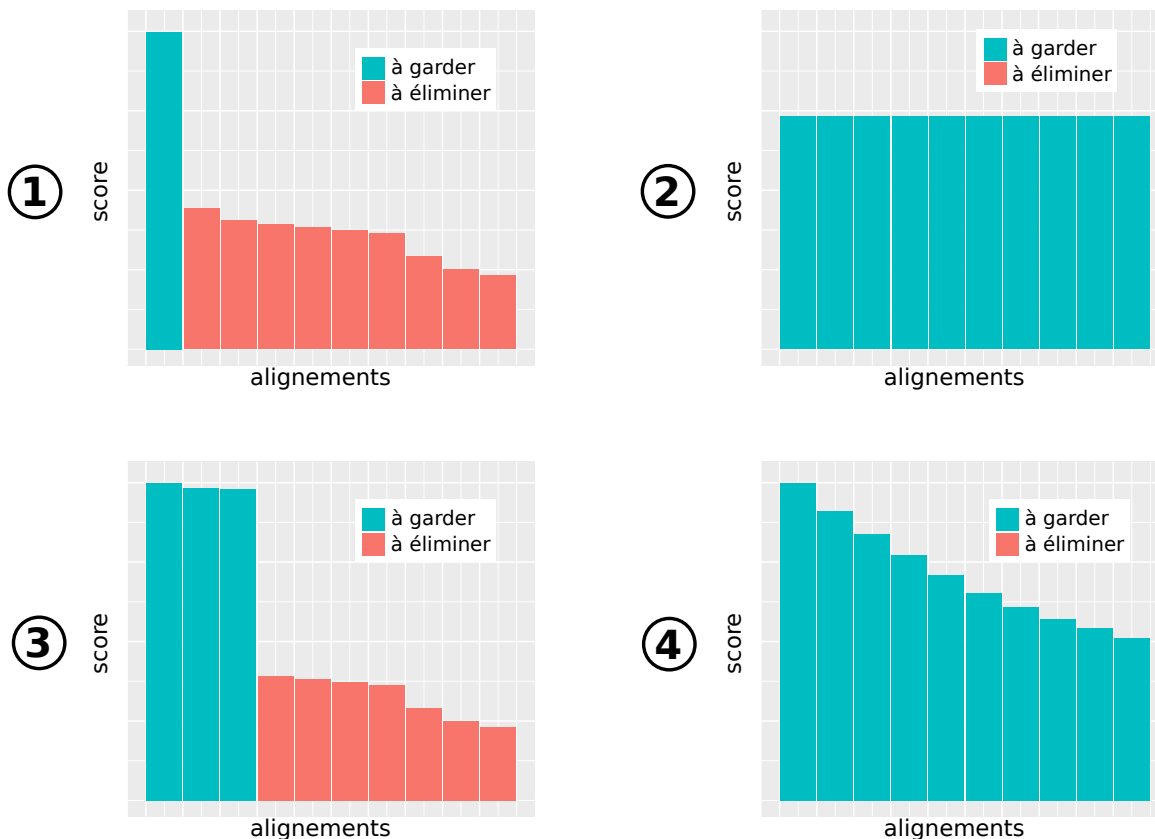 à garder
à éliminer
1
score
alignements
à garder
à éliminer
2
score
alignements
à garder
à éliminer
3
score
alignements
à garder
à éliminer
4
score
alignements